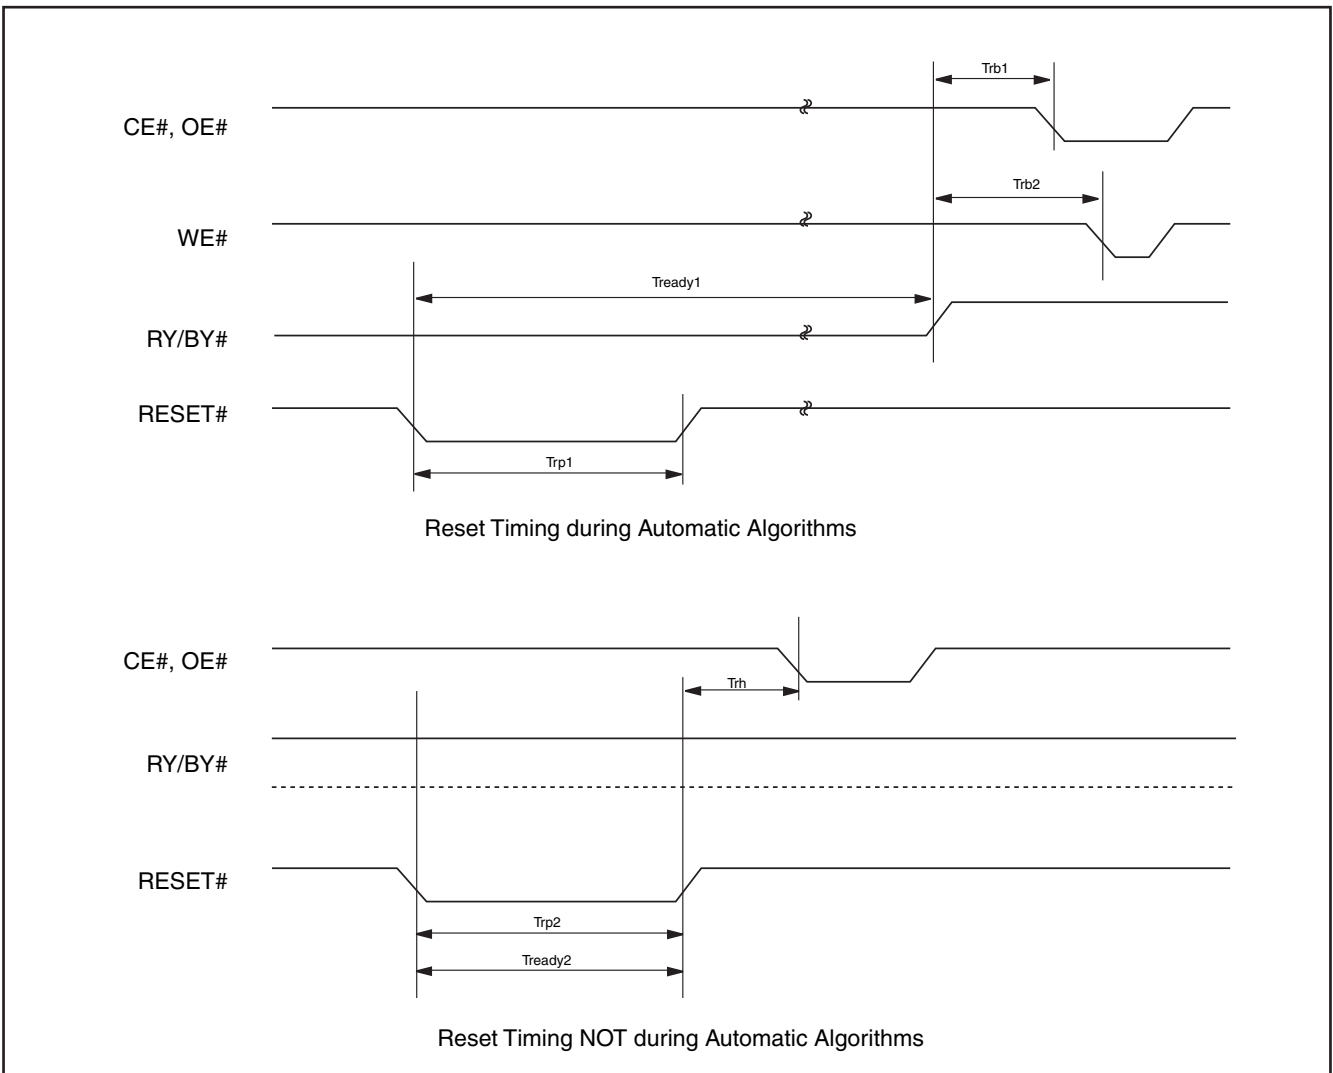 Trb1
CE#, OE#
Trb2
WE#
Tready1
RY/BY#
RESET#
Trp1
Reset Timing during Automatic Algorithms
CE#, OE#
Trh
RY/BY#
RESET#
Trp2
Tready2
Reset Timing NOT during Automatic Algorithms